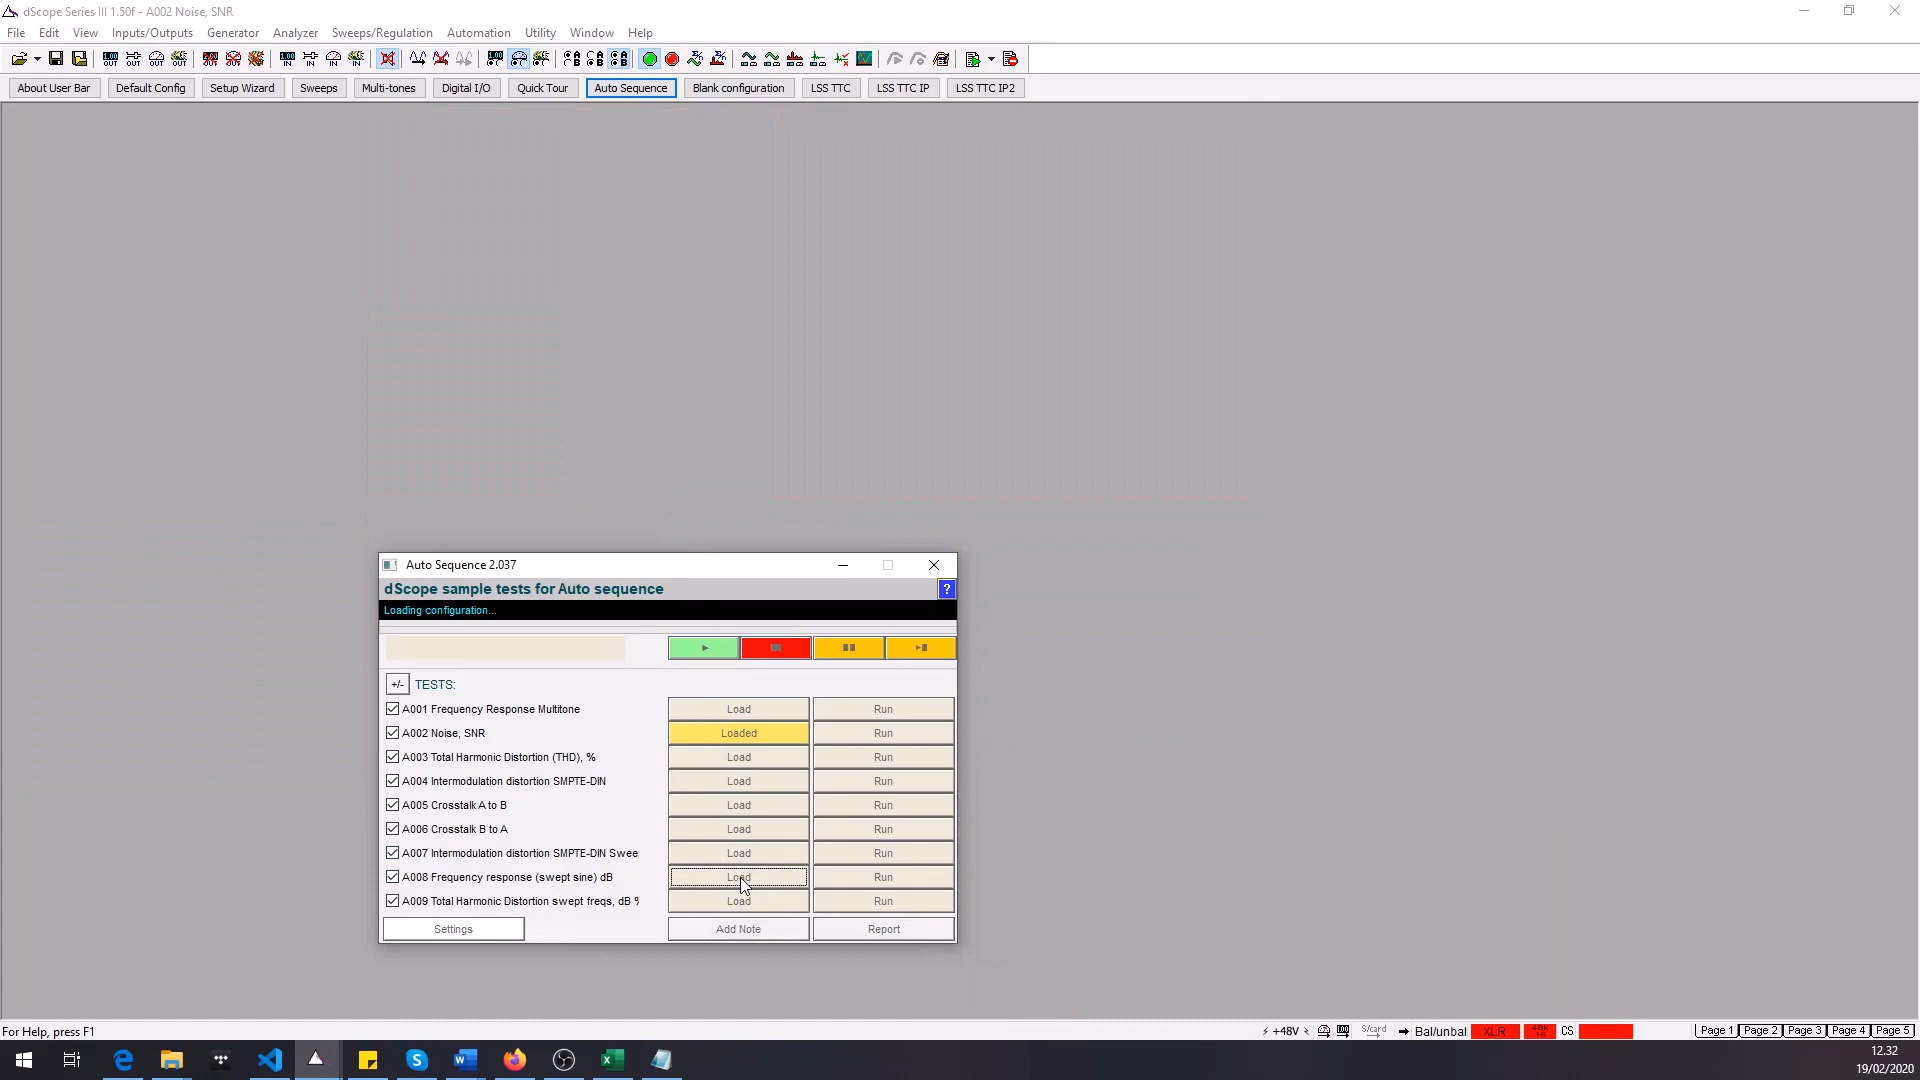 dScope Series III 1.50f - A002 Noise, SNR
File Edit View Inputs/Outputs Generator Analyzer Sweeps/Regulation Automation Utility Window Help
About User Bar Default Config Setup Wizard Sweeps Multi-tones Digital I/O Quick Tour Auto Sequence Blank configuration LSS TTC LSS TTC IP LSS TTC IP2
Auto Sequence 2.037
dScope sample tests for Auto sequence ?
Loading configuration...
+/- TESTS:
A001 Frequency Response Multitone Load Run
A002 Noise, SNR Loaded Run
A003 Total Harmonic Distortion (THD), % Load Run
A004 Intermodulation distortion SMPTE-DIN Load Run
A005 Crosstalk A to B Load Run
A006 Crosstalk B to A Load Run
A007 Intermodulation distortion SMPTE-DIN Swee Load Run
A008 Frequency response (swept sine) dB Load Run
A009 Total Harmonic Distortion swept freqs, dB % Load Run
Settings Add Note Report
For Help, press F1 +48V S/card Bal/unbal XLR CS Page 1 Page 2 Page 3 Page 4 Page 5
12.32
19/02/2020